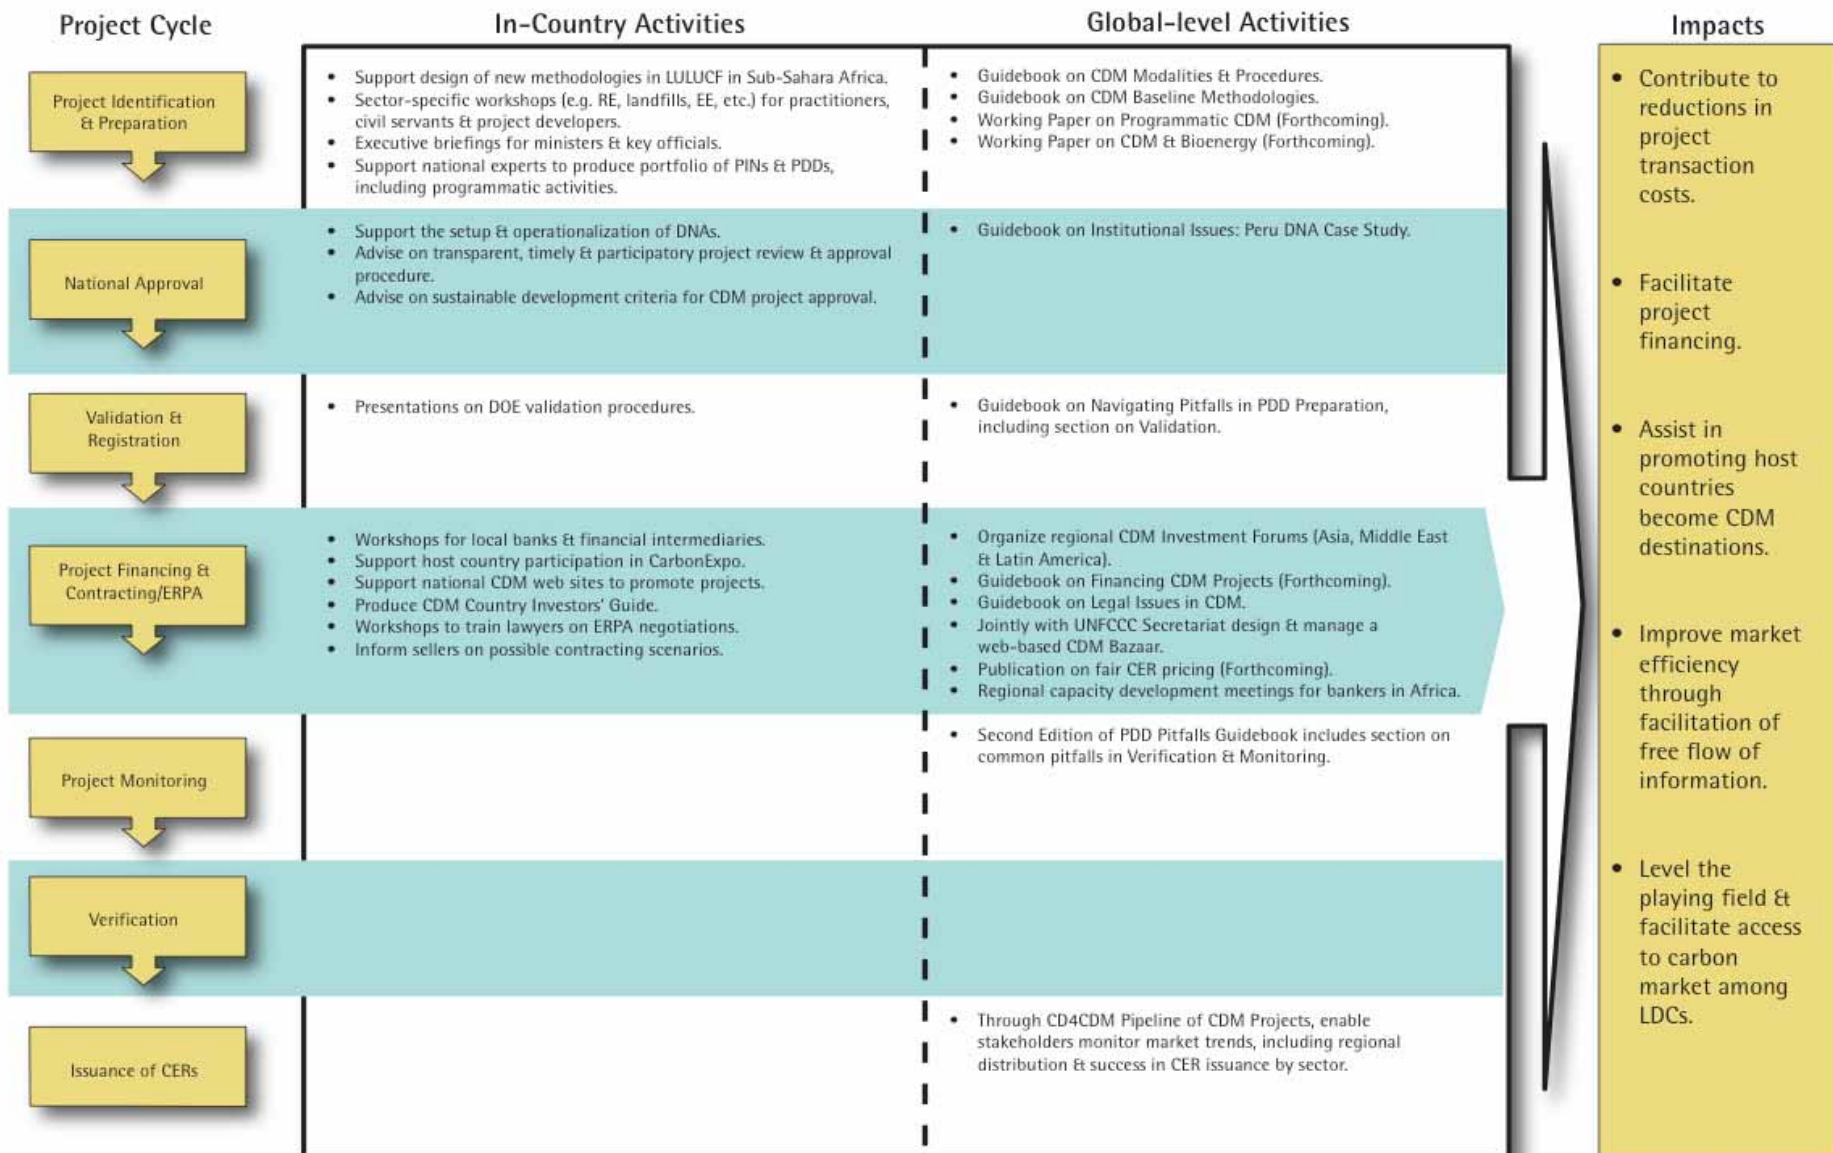 Project Cycle
In-Country Activities
Global-level Activities
Impacts
Project Identification
& Preparation
• Support design of new methodologies in LULUCF in Sub-Sahara Africa.
• Sector-specific workshops (e.g. RE, landfills, EE, etc.) for practitioners,
civil servants & project developers.
• Executive briefings for ministers & key officials.
• Support national experts to produce portfolio of PINs & PDDs,
including programmatic activities.
• Guidebook on CDM Modalities & Procedures.
• Guidebook on CDM Baseline Methodologies.
• Working Paper on Programmatic CDM (Forthcoming).
• Working Paper on CDM & Bioenergy (Forthcoming).
National Approval
• Support the setup & operationalization of DNAs.
• Advise on transparent, timely & participatory project review & approval
procedure.
• Advise on sustainable development criteria for CDM project approval.
• Guidebook on Institutional Issues: Peru DNA Case Study.
Validation &
Registration
• Presentations on DOE validation procedures.
• Guidebook on Navigating Pitfalls in PDD Preparation,
including section on Validation.
Project Financing &
Contracting/ERPA
• Workshops for local banks & financial intermediaries.
• Support host country participation in CarbonExpo.
• Support national CDM web sites to promote projects.
• Produce CDM Country Investors' Guide.
• Workshops to train lawyers on ERPA negotiations.
• Inform sellers on possible contracting scenarios.
• Organize regional CDM Investment Forums (Asia, Middle East
& Latin America).
• Guidebook on Financing CDM Projects (Forthcoming).
• Guidebook on Legal Issues in CDM.
• Jointly with UNFCCC Secretariat design & manage a
web-based CDM Bazaar.
• Publication on fair CER pricing (Forthcoming).
• Regional capacity development meetings for bankers in Africa.
Project Monitoring
• Second Edition of PDD Pitfalls Guidebook includes section on
common pitfalls in Verification & Monitoring.
Verification
Issuance of CERs
• Through CD4CDM Pipeline of CDM Projects, enable
stakeholders monitor market trends, including regional
distribution & success in CER issuance by sector.
• Contribute to
reductions in
project
transaction
costs.
• Facilitate
project
financing.
• Assist in
promoting host
countries
become CDM
destinations.
• Improve market
efficiency
through
facilitation of
free flow of
information.
• Level the
playing field &
facilitate access
to carbon
market among
LDCs.